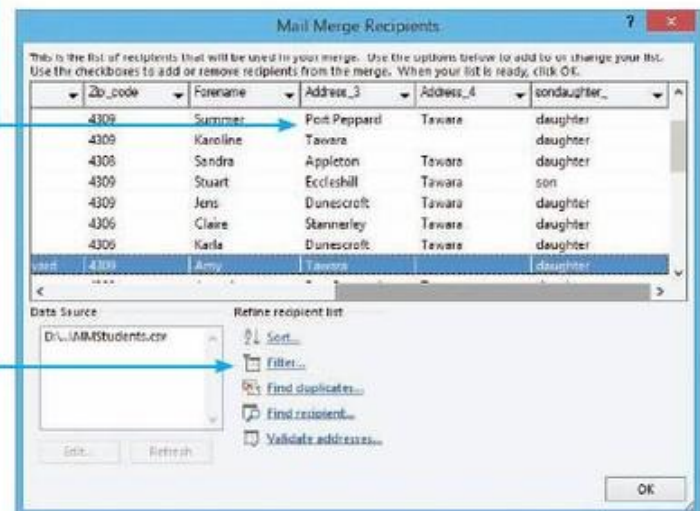 Mail Merge Recipients
This is the list of recipients that will be used in your merge. Use the options below to add to or change your list.
Use the checkboxes to add or remove recipients from the merge. When your list is ready, click OK.
Zip_code Forename Address_3 Address_4 sondaughter_
4309 Summer Port Peppard Tawara daughter
4309 Karoline Tawara daughter
4308 Sandra Appleton Tawara daughter
4309 Stuart Eccleshill Tawara son
4309 Jens Dunescroft Tawara daughter
4306 Claire Stannerley Tawara daughter
4306 Karla Dunescroft Tawara daughter
4309 Amy Tawara daughter
Data Source
Refine recipient list
D:\...\MMStudents.csv
Sort...
Filter...
Find duplicates...
Find recipient...
Validate addresses...
Edit...
Refresh
OK